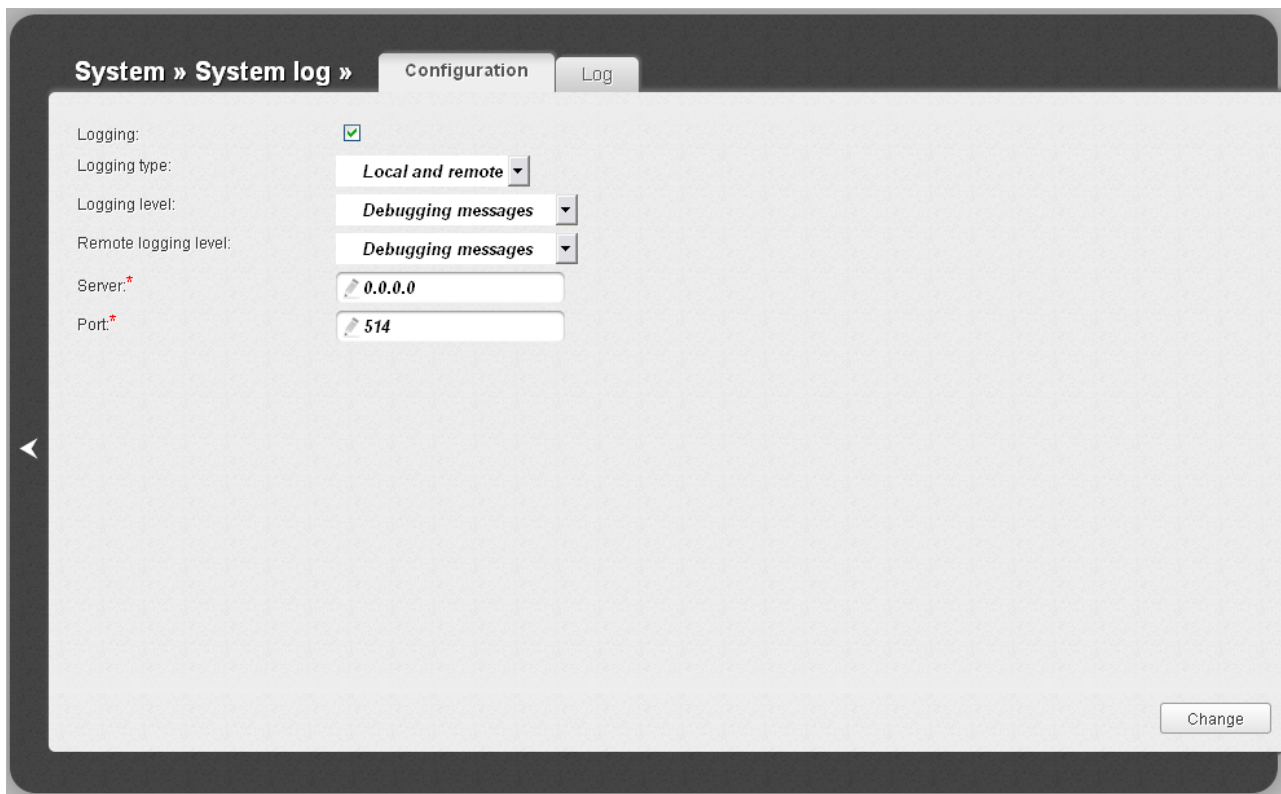 System » System log » Configuration Log
Logging:
Logging type: Local and remote
Logging level: Debugging messages
Remote logging level: Debugging messages
Server:* 0.0.0.0
Port:* 514
Change